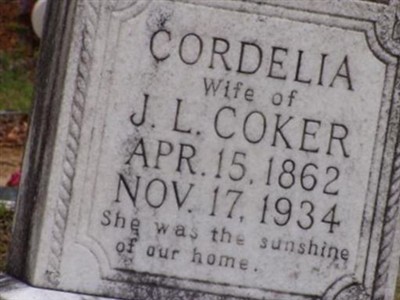 CORDELIA
Wife of
J. L. COKER
APR. 15, 1862
NOV. 17, 1934
She was the sunshine
of our home.